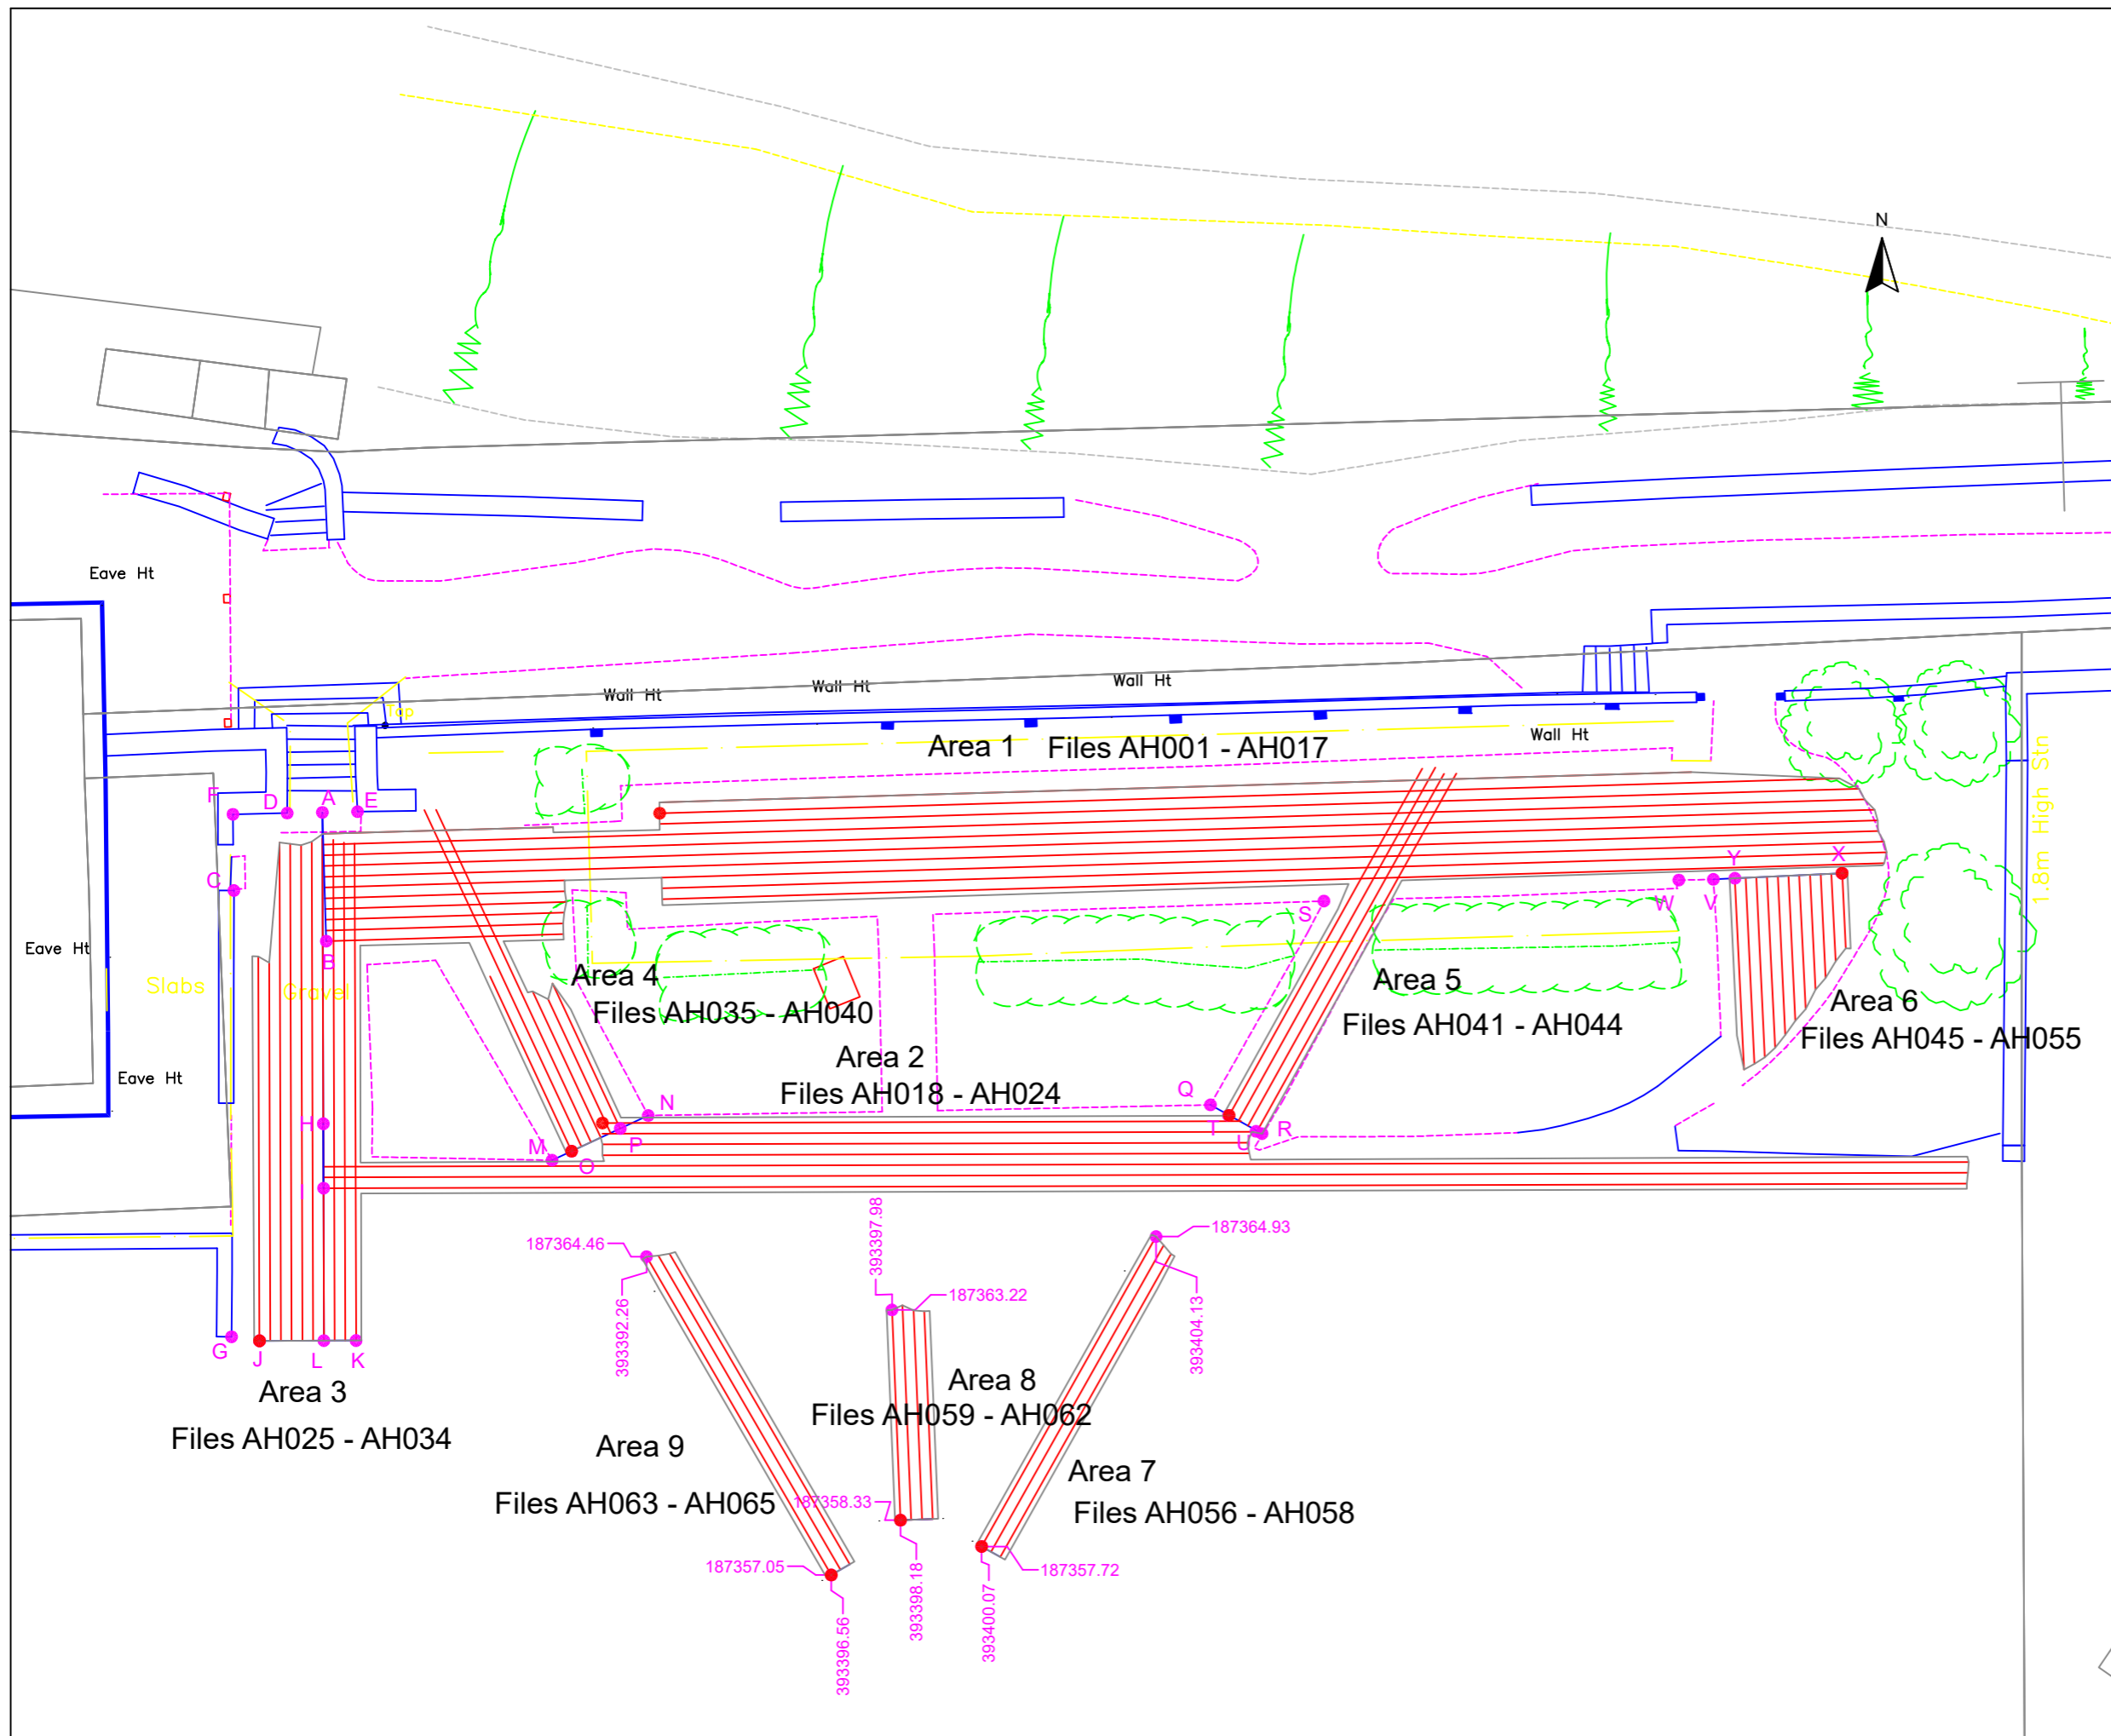 N
Eave Ht
Wall Ht
Wall Ht
Wall Ht
Top
Wall Ht
Area 1 Files AH001 - AH017
1.8m High Stn
F
D
A
E
C
B
Y
X
W
V
S
Eave Ht
Slabs
Gravel
Area 4
Files AH035 - AH040
Area 5
Files AH041 - AH044
Area 6
Files AH045 - AH055
Area 2
Files AH018 - AH024
Eave Ht
H
N
M
O
P
Q
T
U
R
I
187364.46
393392.26
393397.98
187363.22
187364.93
393404.13
G
J
L
K
Area 3
Files AH025 - AH034
Area 8
Files AH059 - AH062
Area 9
Files AH063 - AH065
Area 7
Files AH056 - AH058
187358.33
393398.18
187357.05
393396.56
187357.72
393400.07